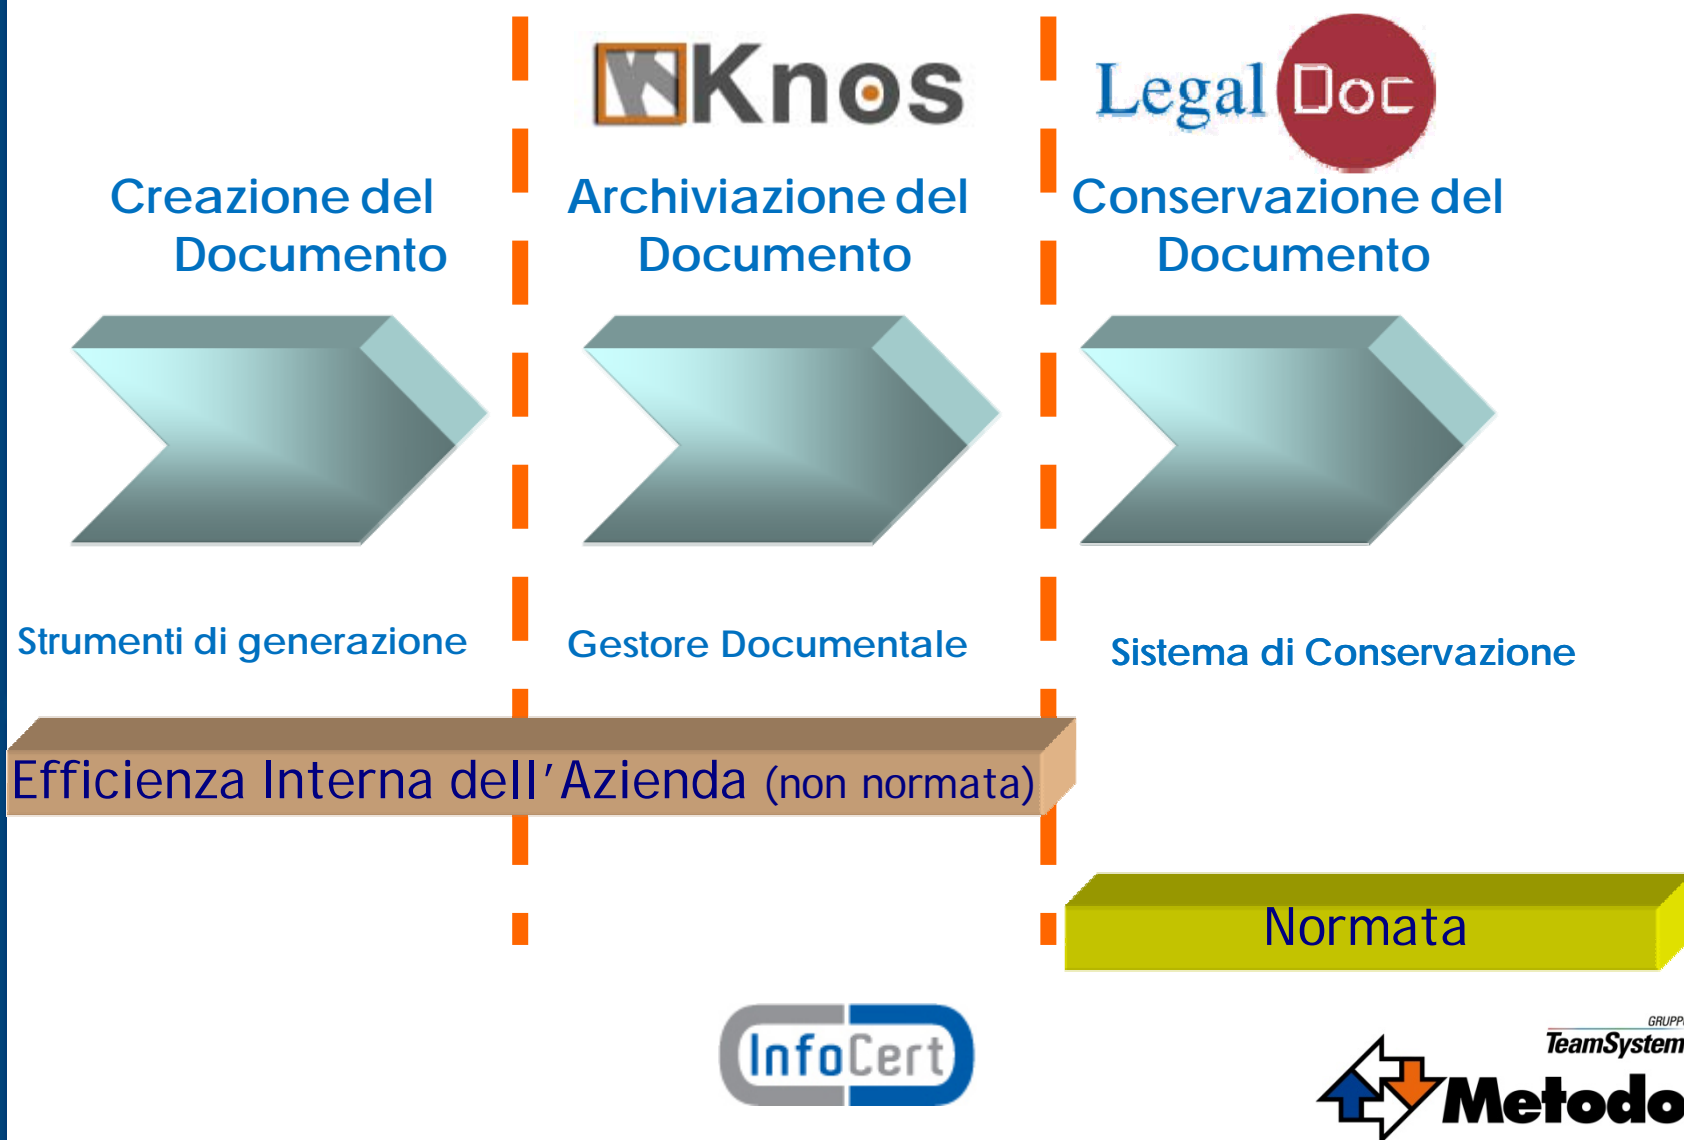 Knos
Legal Doc
Creazione del
Documento
Archiviazione del
Documento
Conservazione del
Documento
Strumenti di generazione
Gestore Documentale
Sistema di Conservazione
Efficienza Interna dell’Azienda (non normata)
Normata
InfoCert
GRUPPO
TeamSystem
Metodo